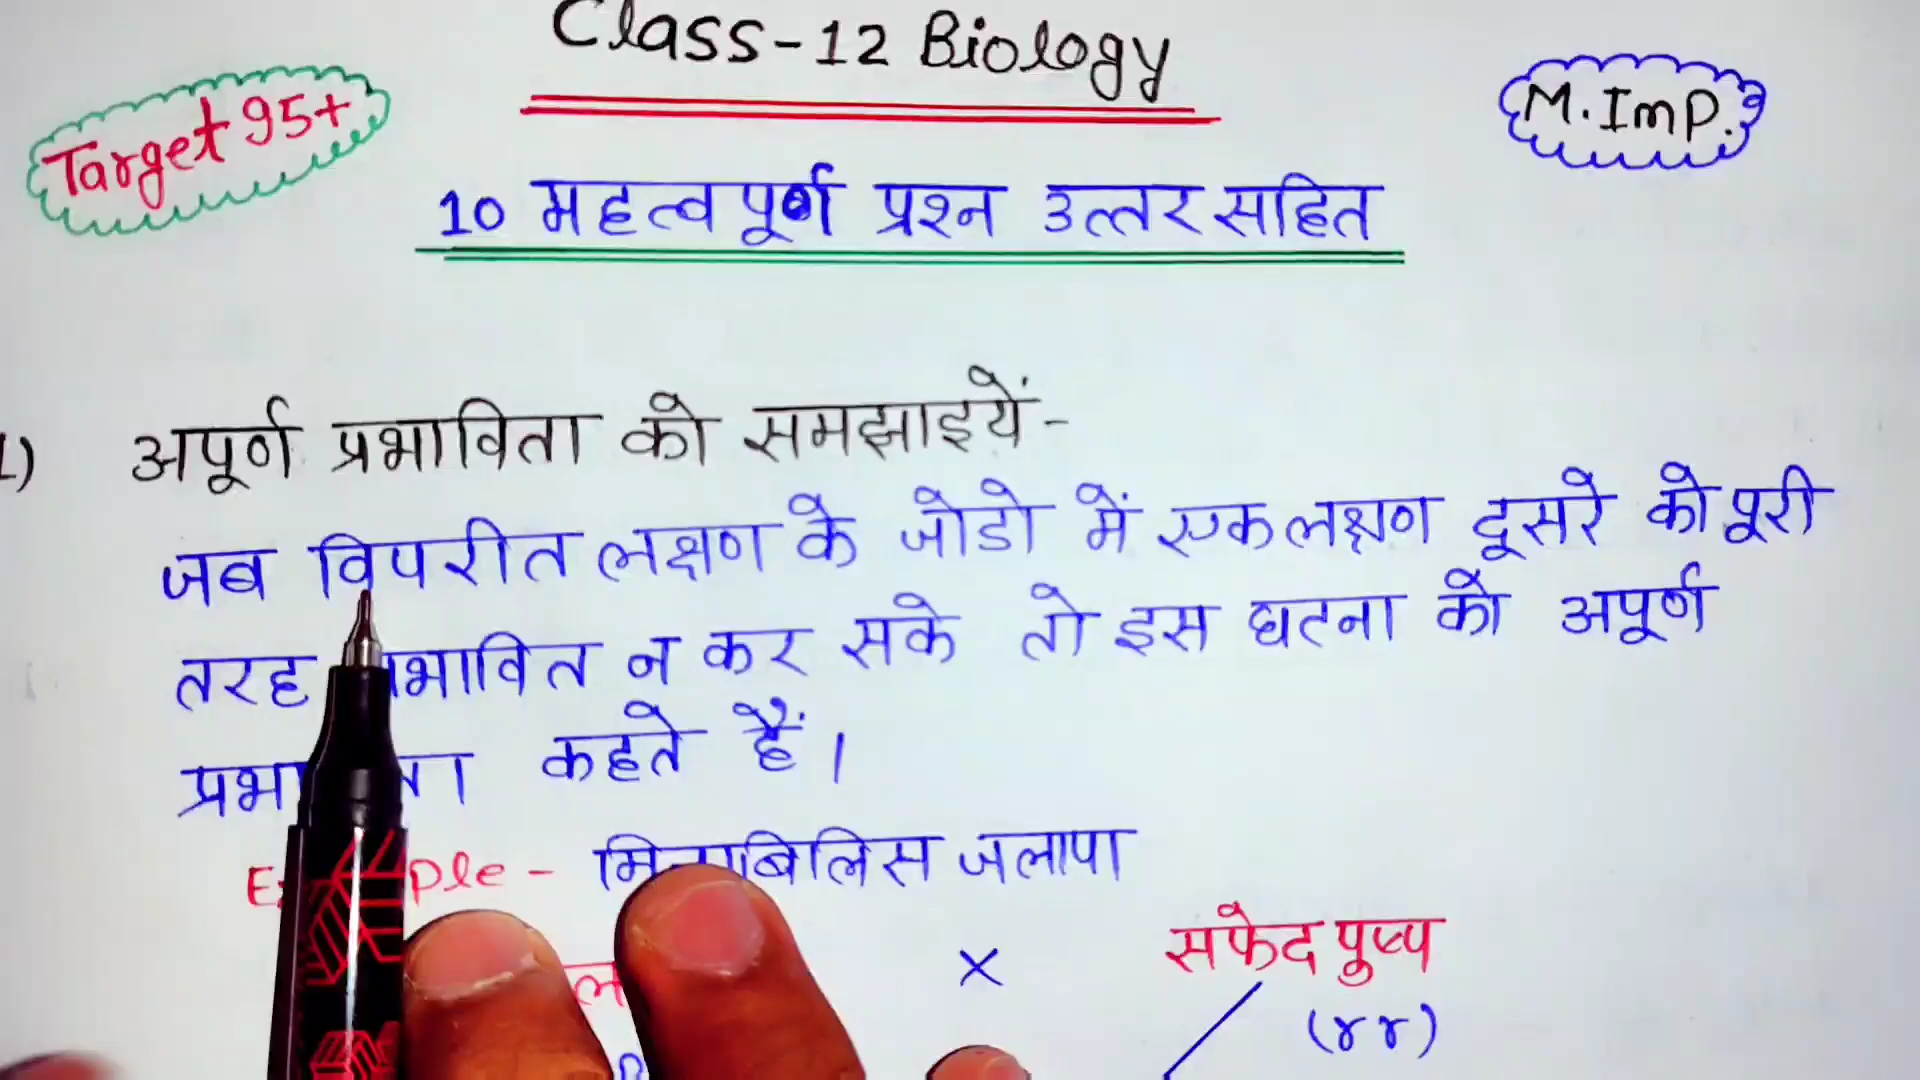 Class-12 Biology
Target 95+
M.Imp.
10 महत्वपूर्ण प्रश्न उत्तर सहित
1) अपूर्ण प्रभाविता को समझाइयें-
जब विपरीत लक्षण के जोडो में एक लक्षण दूसरे को पूरी
तरह न कर सके तो इस घटना को अपूर्ण
कहते हैं।
जलापा
× सफेद पुष्प
(rr)